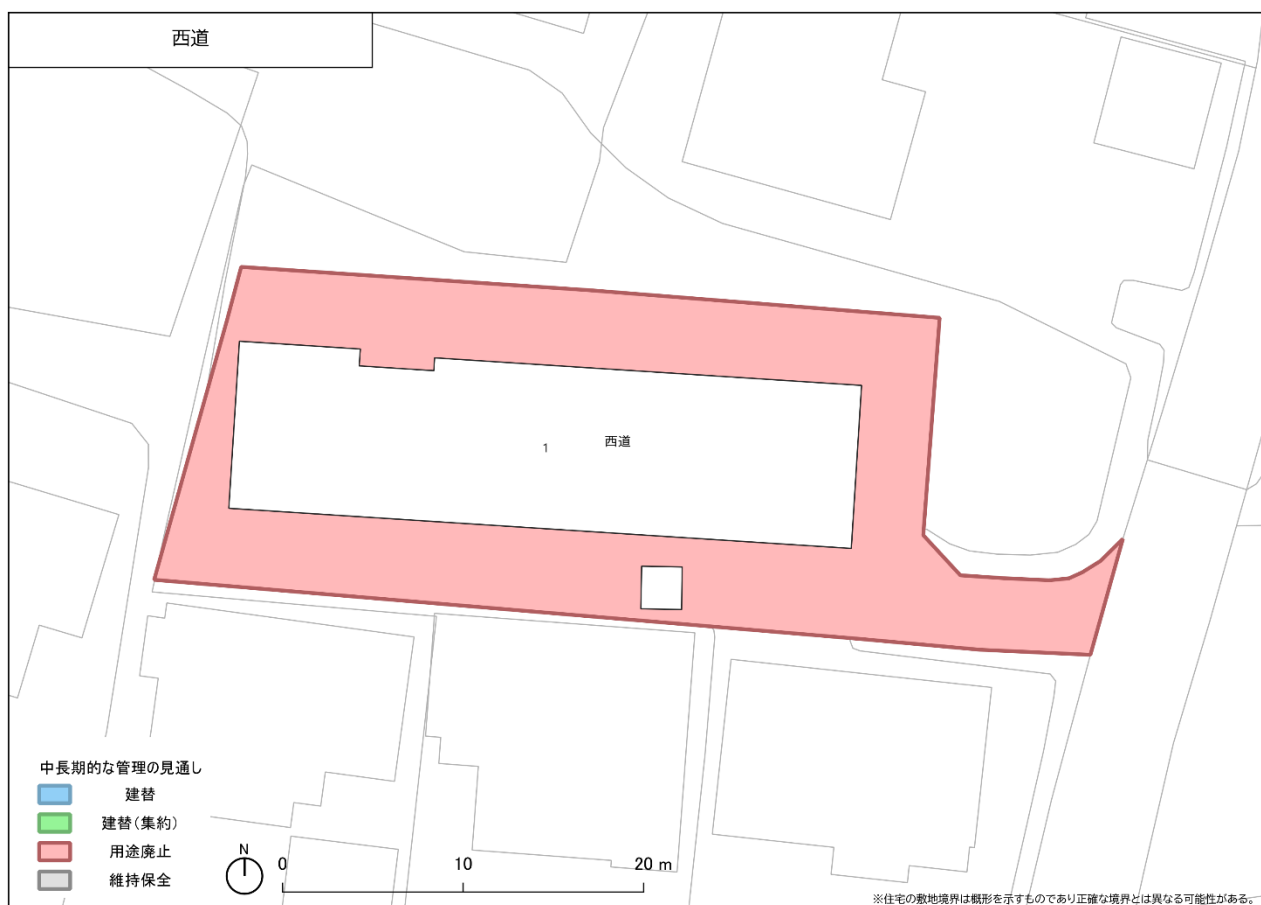 西道
1
西道
中長期的な管理の見通し
建替
建替(集約)
用途廃止
維持保全
N
0 10 20 m
※住宅の敷地境界は概形を示すものであり正確な境界とは異なる可能性がある。